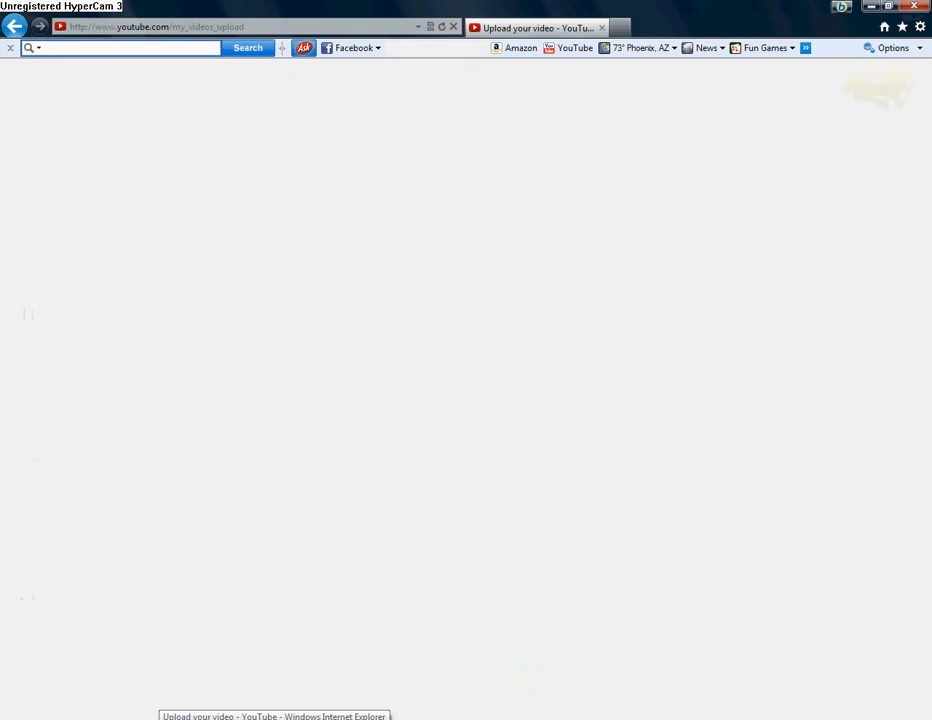 Unregistered HyperCam 3
http://www.youtube.com/my_videos_upload
Upload your video - YouTu...
Search
Ask
Facebook
Amazon
YouTube
73° Phoenix, AZ
News
Fun Games
Options
Upload your video - YouTube - Windows Internet Explorer